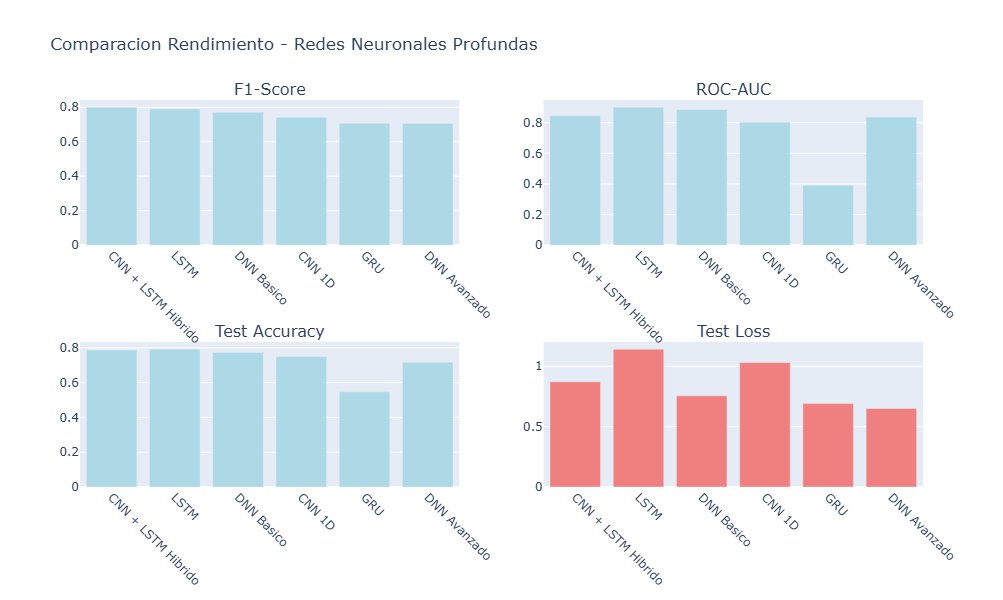 Comparacion Rendimiento - Redes Neuronales Profundas
F1-Score
0.8
0.6
0.4
0.2
0
CNN + LSTM Hibrido
LSTM
DNN Basico
CNN 1D
GRU
DNN Avanzado
ROC-AUC
0.8
0.6
0.4
0.2
0
CNN + LSTM Hibrido
LSTM
DNN Basico
CNN 1D
GRU
DNN Avanzado
Test Accuracy
0.8
0.6
0.4
0.2
0
CNN + LSTM Hibrido
LSTM
DNN Basico
CNN 1D
GRU
DNN Avanzado
Test Loss
1
0.5
0
CNN + LSTM Hibrido
LSTM
DNN Basico
CNN 1D
GRU
DNN Avanzado